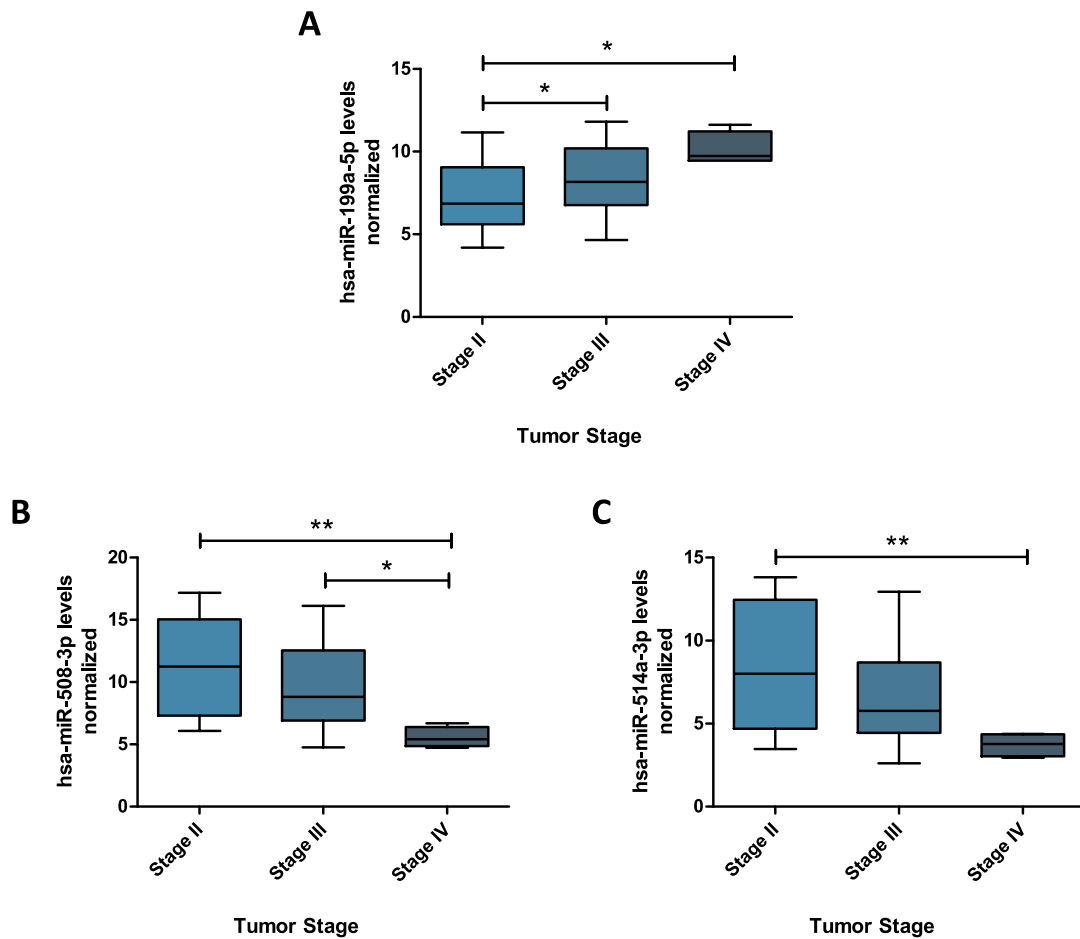 A
*
*
15
10
5
0
hsa-miR-199a-5p levels
normalized
Stage II
Stage III
Stage IV
Tumor Stage
B
**
*
20
15
10
5
0
hsa-miR-508-3p levels
normalized
Stage II
Stage III
Stage IV
Tumor Stage
C
**
15
10
5
0
hsa-miR-514a-3p levels
normalized
Stage II
Stage III
Stage IV
Tumor Stage